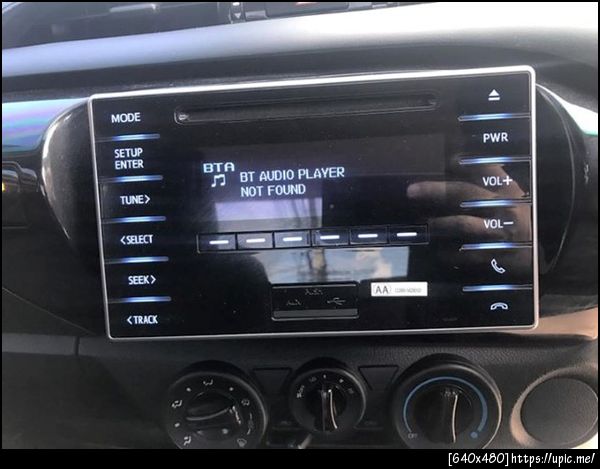 MODE
SETUP
ENTER
TUNE>
<SELECT
SEEK>
<TRACK
BTA
BT AUDIO PLAYER
NOT FOUND
PWR
VOL+
VOL-
AA
AUX
OFF
[640x480]https://upic.me/